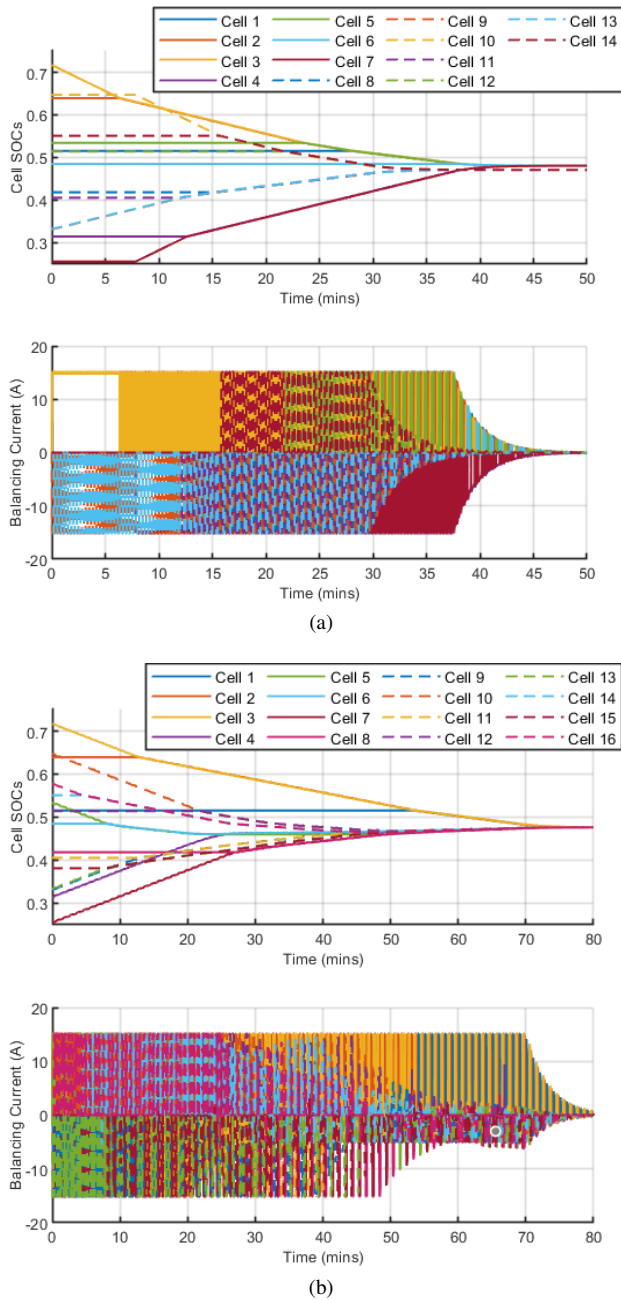 Cell 1 Cell 5 Cell 9 Cell 13
Cell 2 Cell 6 Cell 10 Cell 14
Cell 3 Cell 7 Cell 11
Cell 4 Cell 8 Cell 12
Cell SOCs
0.7
0.6
0.5
0.4
0.3
0 5 10 15 20 25 30 35 40 45 50
Time (mins)
Balancing Current (A)
20
10
0
-10
-20
0 5 10 15 20 25 30 35 40 45 50
Time (mins)
(a)
Cell 1 Cell 5 Cell 9 Cell 13
Cell 2 Cell 6 Cell 10 Cell 14
Cell 3 Cell 7 Cell 11 Cell 15
Cell 4 Cell 8 Cell 12 Cell 16
Cell SOCs
0.7
0.6
0.5
0.4
0.3
0 10 20 30 40 50 60 70 80
Time (mins)
Balancing Current (A)
20
10
0
-10
-20
0 10 20 30 40 50 60 70 80
Time (mins)
(b)